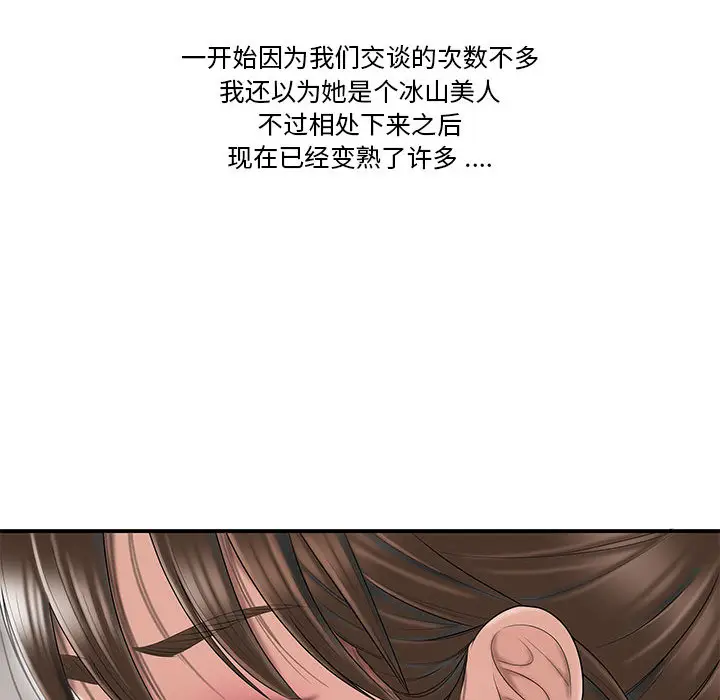 一开始因为我们交谈的次数不多
我还以为她是个冰山美人
不过相处下来之后
现在已经变熟了许多 ....